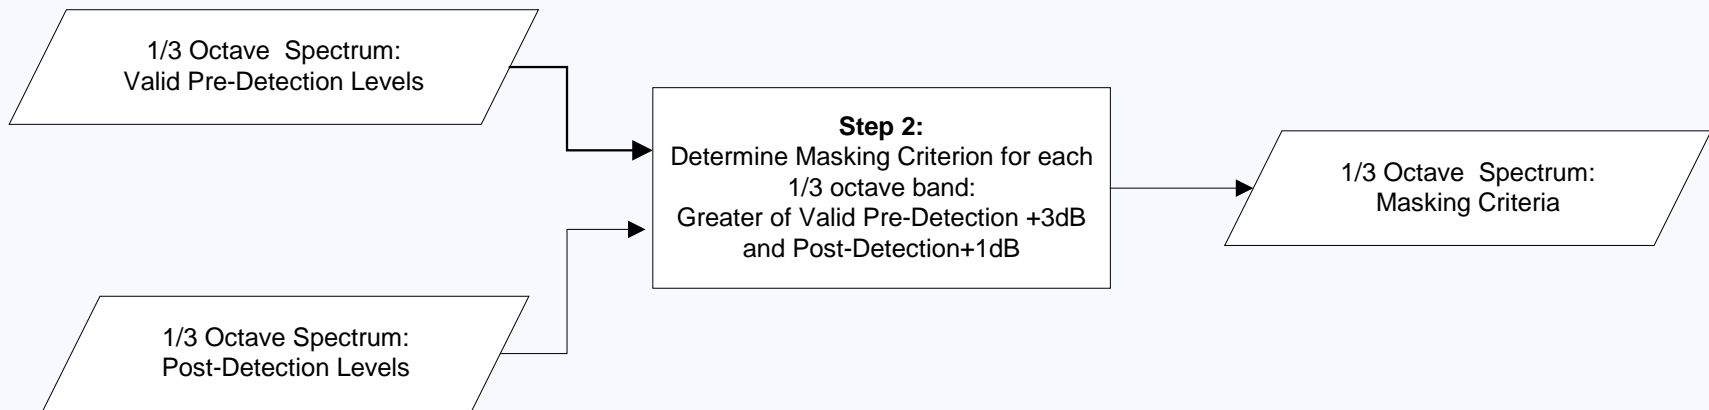 1/3 Octave  Spectrum:
Valid Pre-Detection Levels
Step 2:
Determine Masking Criterion for each
1/3 octave band:
Greater of Valid Pre-Detection +3dB
and Post-Detection+1dB
1/3 Octave  Spectrum:
Masking Criteria
1/3 Octave Spectrum:
Post-Detection Levels